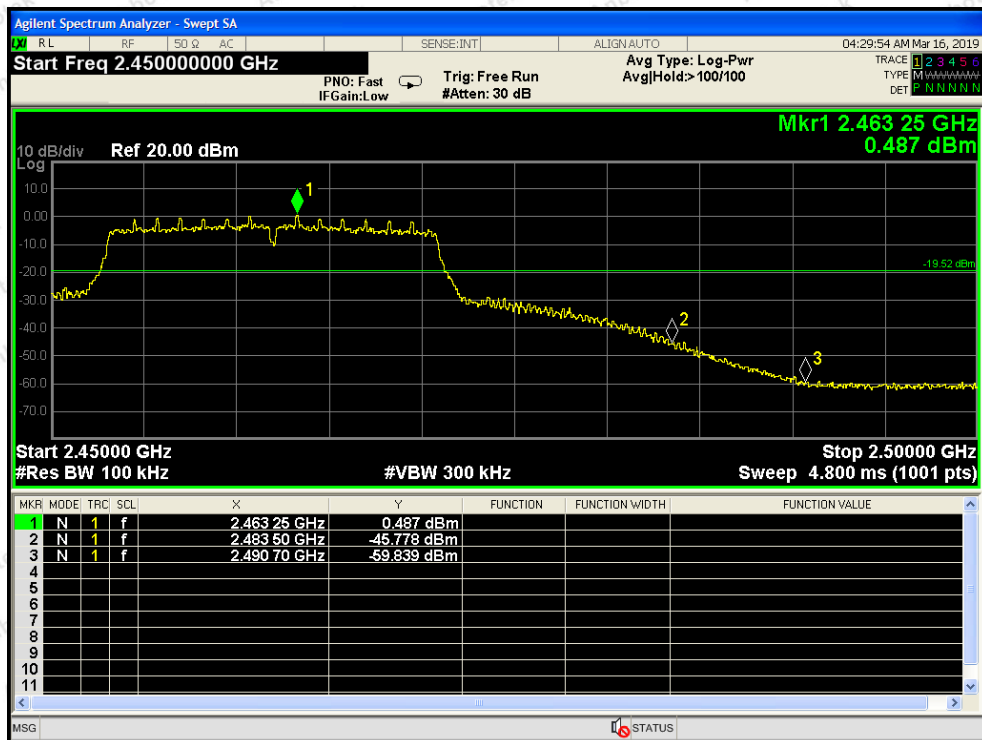 Agilent Spectrum Analyzer - Swept SA
LXI RL RF 50 Ω AC SENSE:INT ALIGN AUTO 04:29:54 AM Mar 16, 2019
Start Freq 2.450000000 GHz Avg Type: Log-Pwr TRACE 1 2 3 4 5 6
PNO: Fast Trig: Free Run Avg|Hold:>100/100 TYPE M WWWWW
IFGain:Low #Atten: 30 dB DET P N N N N N
Mkr1 2.463 25 GHz
10 dB/div Ref 20.00 dBm 0.487 dBm
Log
10.0
1
0.00
-10.0
-19.52 dBm
-20.0
-30.0
2
-40.0
-50.0
3
-60.0
-70.0
Start 2.45000 GHz Stop 2.50000 GHz
#Res BW 100 kHz #VBW 300 kHz Sweep 4.800 ms (1001 pts)
MKR MODE TRC SCL X Y FUNCTION FUNCTION WIDTH FUNCTION VALUE
1 N 1 f 2.463 25 GHz 0.487 dBm
2 N 1 f 2.483 50 GHz -45.778 dBm
3 N 1 f 2.490 70 GHz -59.839 dBm
4
5
6
7
8
9
10
11
MSG STATUS